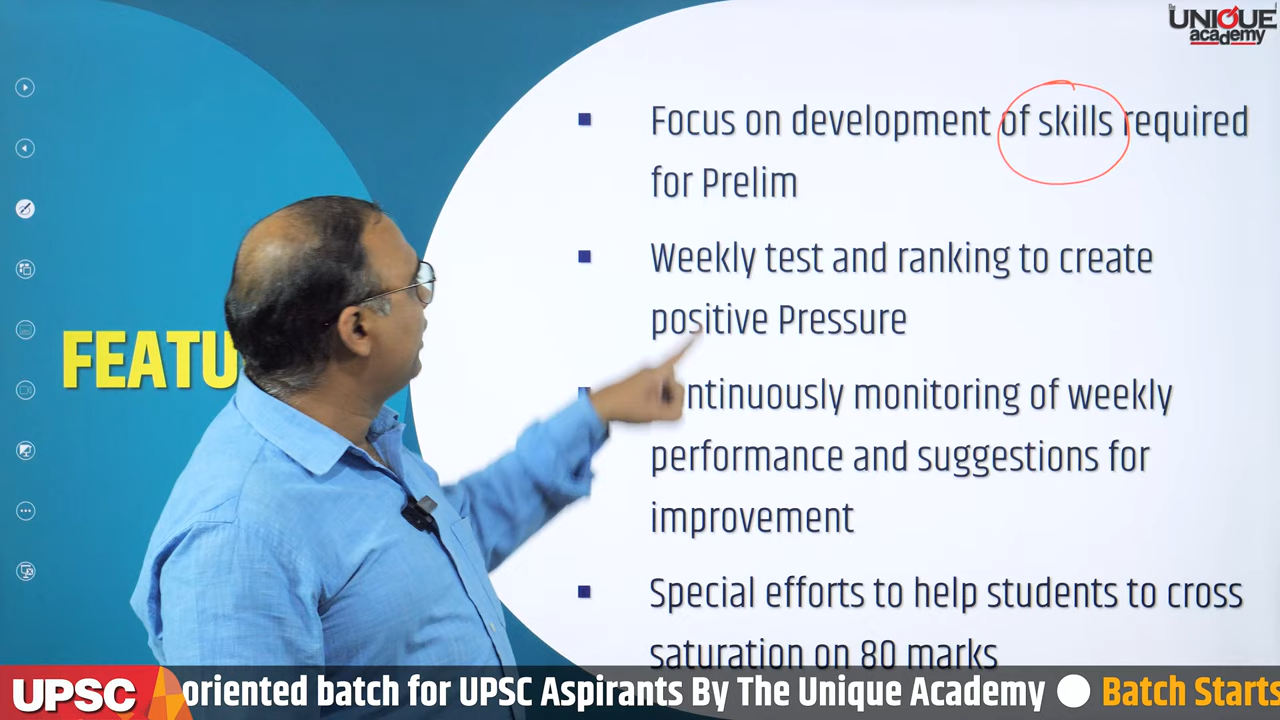 The
UNIQUE
academy
FEATU
Focus on development of skills required
for Prelim
Weekly test and ranking to create
positive Pressure
ntinuously monitoring of weekly
performance and suggestions for
improvement
Special efforts to help students to cross
saturation on 80 marks
UPSC
oriented batch for UPSC Aspirants By The Unique Academy
Batch Starts